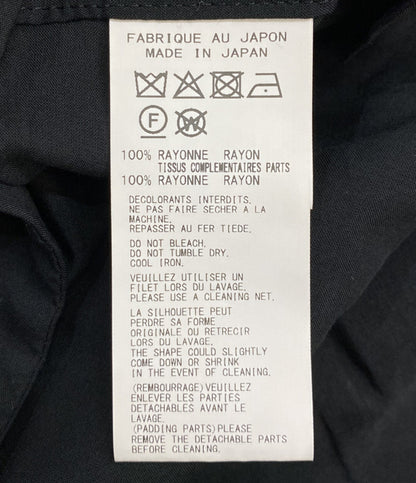 FABRIQUE AU JAPON
MADE IN JAPAN
F W
100% RAYONNE RAYON
TISSUS COMPLEMENTAIRES PARTS
100% RAYONNE RAYON
DECOLORANTS INTERDITS.
NE PAS FAIRE SECHER A LA
MACHINE.
REPASSER AU FER TIEDE.
DO NOT BLEACH.
DO NOT TUMBLE DRY.
COOL IRON.
VEUILLEZ UTILISER UN
FILET LORS DU LAVAGE.
PLEASE USE A CLEANING NET.
LA SILHOUETTE PEUT
PERDRE SA FORME
ORIGINALE OU RETRECIR
LORS DU LAVAGE.
THE SHAPE COULD SLIGHTLY
COME DOWN OR SHRINK
IN THE EVENT OF CLEANING.
(REMBOURRAGE)VEUILLEZ
ENLEVER LES PARTIES
DETACHABLES AVANT LE
LAVAGE.
(PADDING PARTS)PLEASE
REMOVE THE DETACHABLE PARTS
BEFORE CLEANING.